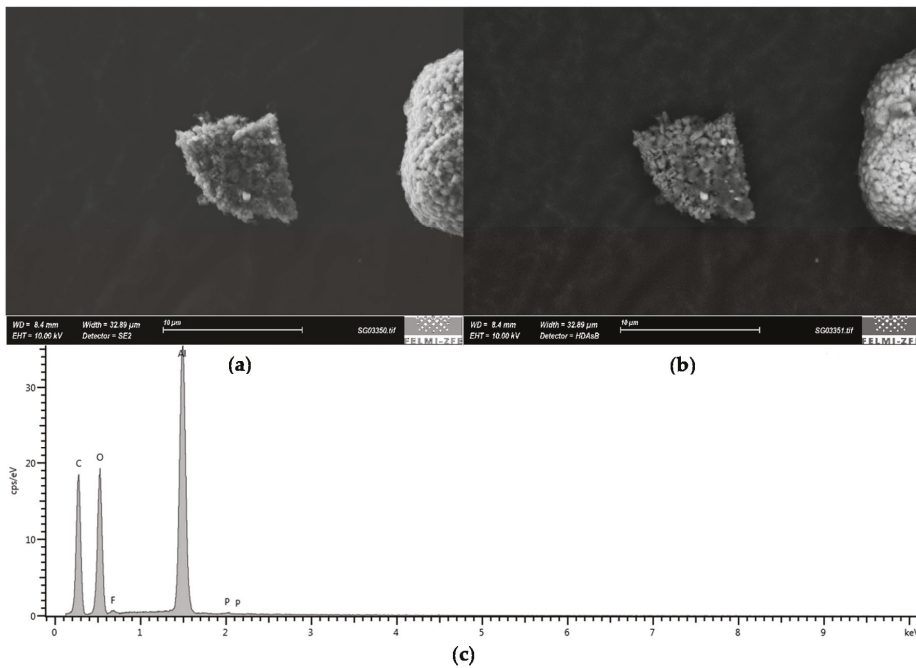 WD = 8.4 mm Width = 32.89 µm 10 µm SG03350.tif
EHT = 10.00 kV Detector = SE2 FELMI-ZFE
WD = 8.4 mm Width = 32.89 µm 10 µm SG03351.tif
EHT = 10.00 kV Detector = HDAsB FELMI-ZFE
(a)
(b)
cps/eV
30
20
10
0
C
O
F
Al
P P
0 1 2 3 4 5 6 7 8 9 keV
(c)